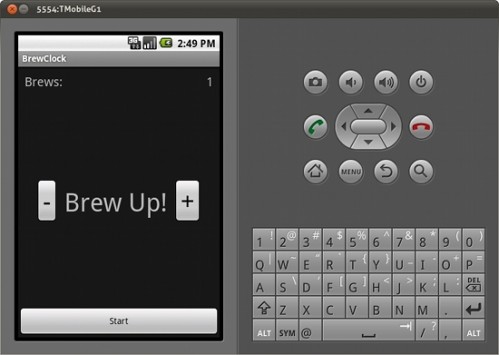 5554:TMobileG1
3G 2:49 PM
BrewClock
Brews: 1
- Brew Up! +
Start
MENU
1 ! 2 @ 3 # 4 $ 5 % 6 ^ 7 & 8 * 9 ( 0 )
Q | W ~ E " R ` T { Y } U _ I - O + P =
A S \ D ' F [ G ] H < J > K ; L : DEL
Z X C V B N M .
ALT SYM @ / ? , ALT